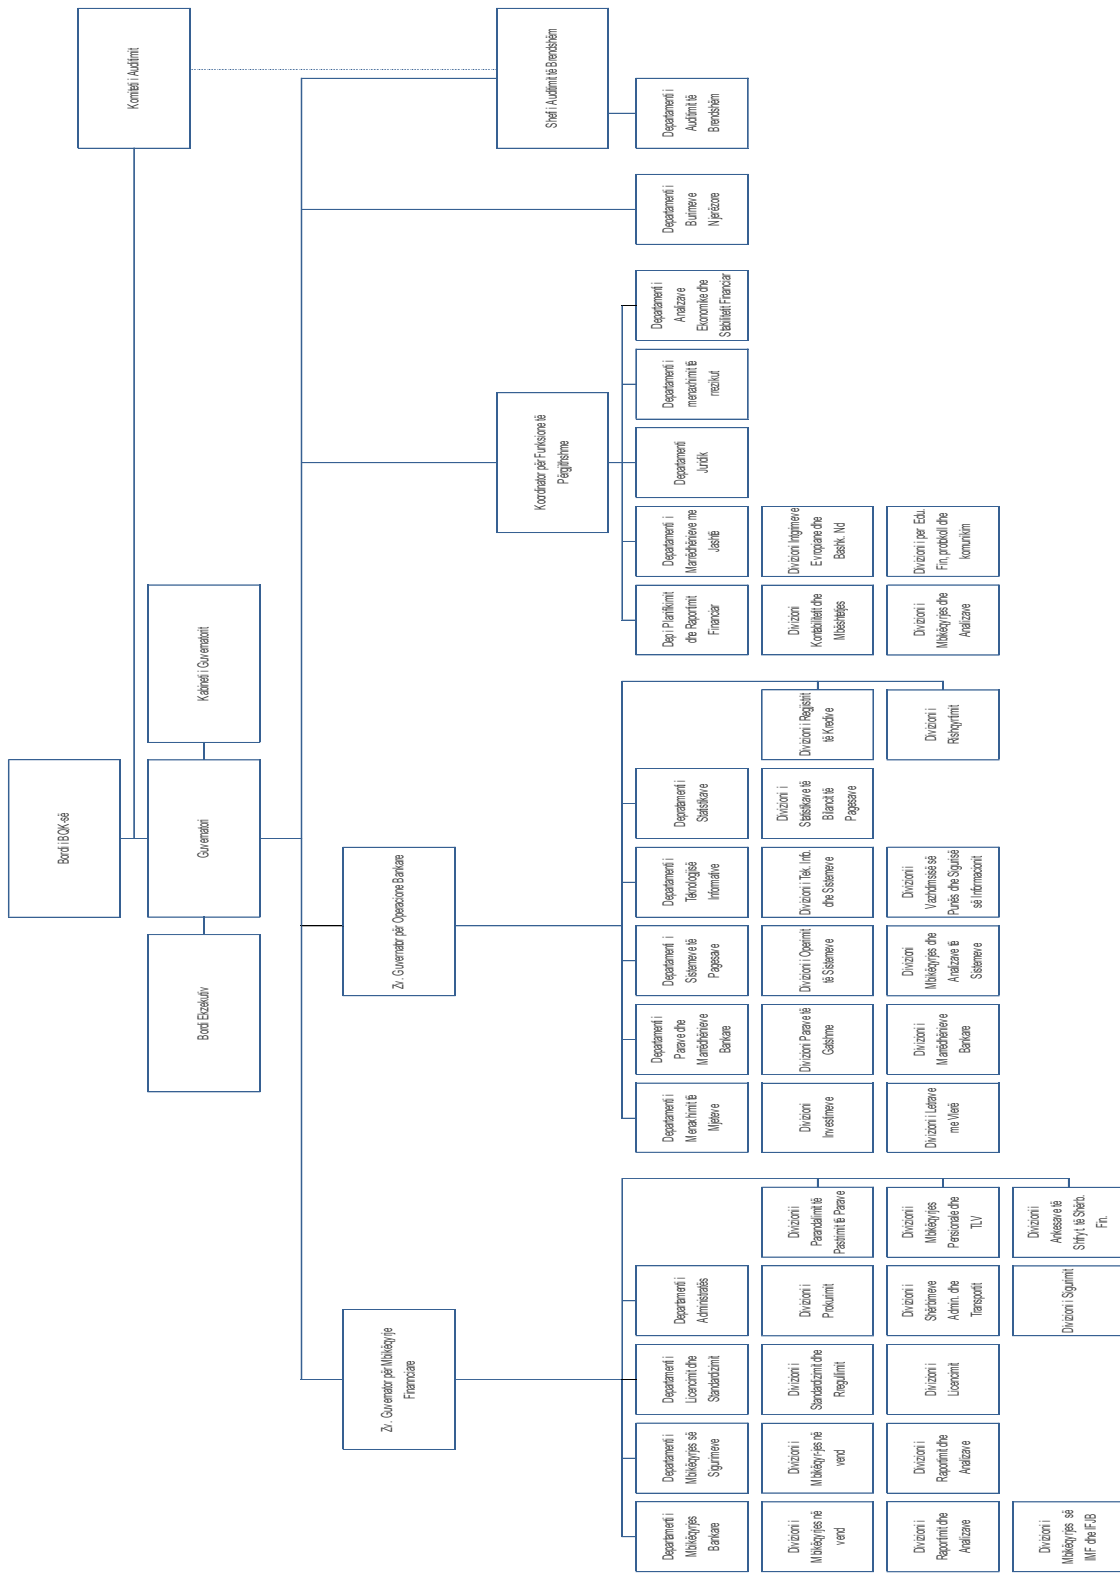 Bordi i BQK-së
Komiteti i Auditimit
Bordi Ekzekutiv
Guvernatori
Kabineti i Guvernatorit
Zv. Guvernator për Mbikëqyrje
Financiare
Zv. Guvernator për Operacione Bankare
Koordinator për Funksione të
Përgjithshme
Shefi i Auditimit të Brendshëm
Departamenti i
Mbikëqyrjes
Bankare
Departamenti i
Mbikëqyrjes së
Sigurimeve
Departamenti i
Licencimit dhe
Standardizimit
Departamenti i
Administratës
Departamenti i
Menaxhimit të
Mjeteve
Departamenti i
Parave dhe
Marrëdhënieve
Bankare
Departamenti i
Sistemeve të
Pagesave
Departamenti i
Teknologjisë
Informative
Depratamenti i
Statistikave
Dep i Planifikimit
dhe Raportimit
Financiar
Departamenti i
Marrëdhënieve me
Jashtë
Departamenti
Juridik
Departamenti i
menaxhimit të
rrezikut
Departamenti i
Analizave
Ekonomike dhe
Stabilitetit Financiar
Departamenti i
Burimeve
Njerëzore
Departamenti i
Auditimit të
Brendshëm
Divizioni i
Mbikëqyrjes në
vend
Divizioni i
Mbikëqyr-jes në
vend
Divizioni i
Standardizimit dhe
Rregullimit
Divizioni i
Prokurimit
Divizioni i
Parandalimit të
Pastrimit të Parave
Divizioni
Investimeve
Divizioni Parave të
Gatshme
Divizioni i Operimit
të Sistemeve
Divizioni i Tek. Info.
dhe Sistemeve
Divizioni i
Statistikave të
Bilancit të
Pagesave
Divizioni i Regjistrit
të Kredive
Divizioni
Kontabilitetit dhe
Mbështetjes
Divizioni Intgrimeve
Evropiane dhe
Bashk. Nd
Divizioni i
Raportimit dhe
Analizave
Divizioni i
Raportimit dhe
Analizave
Divizioni i
Licencimit
Divizioni i
Shërbimeve
Admin. dhe
Transportit
Divizioni i
Mbikëqyrjes
Pensionale dhe
TLV
Divizioni i Letrave
me Vlerë
Divizioni i
Marrëdhënieve
Bankare
Divizioni
Mbikëqyrjes dhe
Analizave të
Sistemeve
Divizioni i
Vazhdmsisë së
Punës dhe Sigurisë
së Informacionit
Divizioni i
Rishqyrtimit
Divizioni i
Mbikëqyrjes dhe
Analizave
Divizioni i per Edu.
Fin, protokoll dhe
komunikim
Divizioni i
Mbikëqyrjes së
IMF dhe IFJB
Divizioni i Sigurimit
Divizioni i
Ankesave të
Shfryt. të Shërb.
Fin.